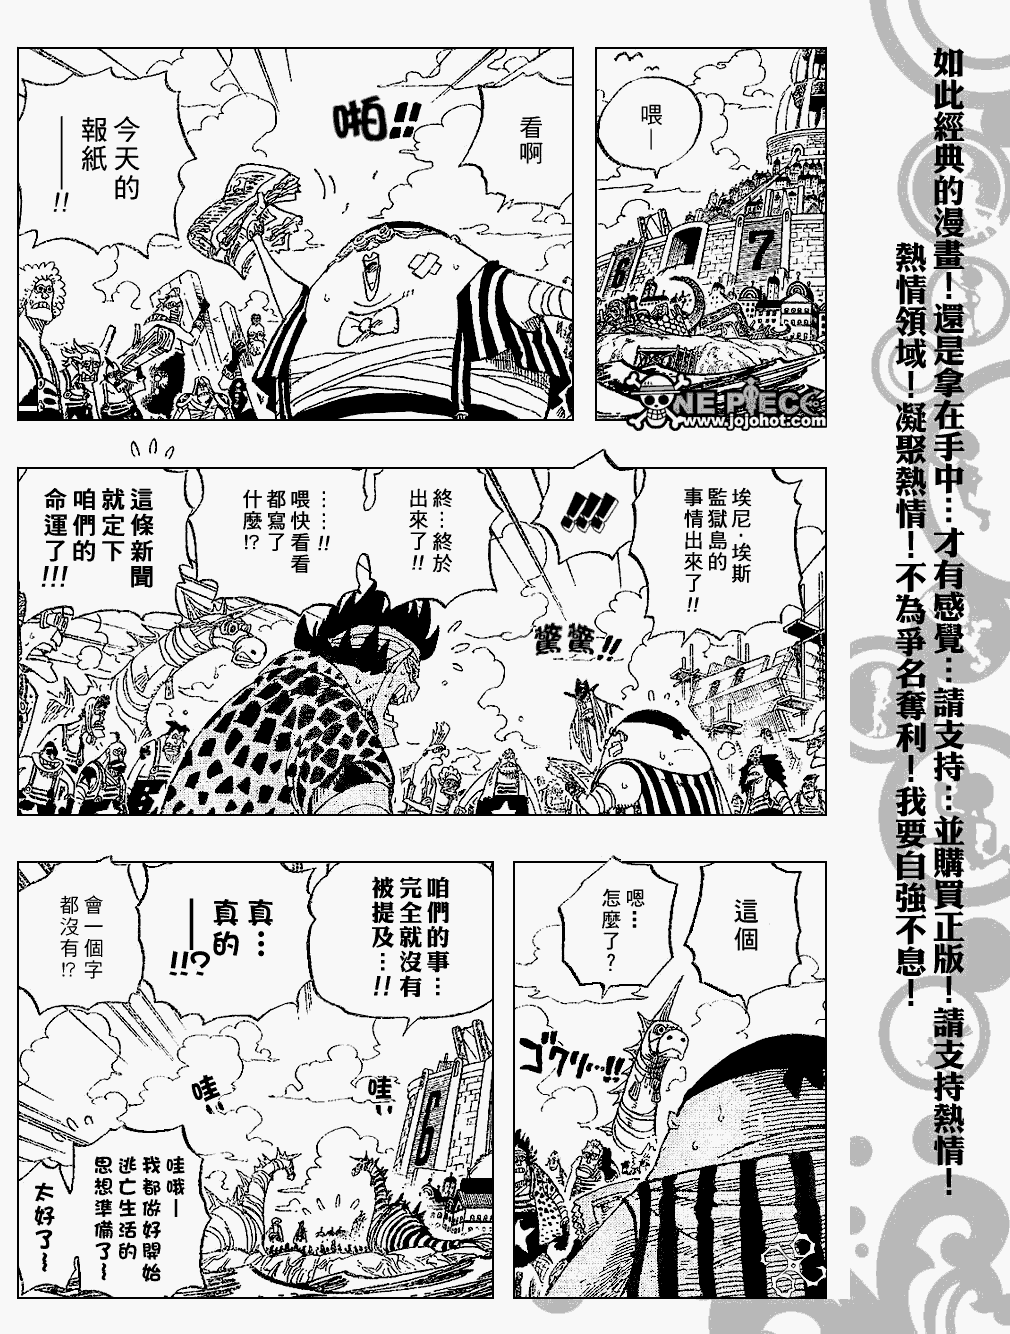 如此經典的漫畫！還是拿在手中…才有感覺…請支持…並購買正版！請支持熱情！
熱情領域！凝聚熱情！不為爭名奪利！我要自強不息！
喂—
6
7
ONE PIECE
www.jojohot.com
看啊
啪!!
今天的
報紙
——!!
埃尼·埃斯
監獄島的
事情出來了!!
!!!
驚驚!!
終…終於
出來了!!
……!!
喂快看看
都寫了
什麼!?
這條新聞
就定下
咱們的
命運了!!!
這個
嗯…
怎麼了?
ゴクリ…!!
咱們的事…
完全就沒有
被提及…!!
真…
真的
——!!?
會一個字
都沒有!?
哇!!
哇!!
6
哇哦—
我都做好開始
逃亡生活的
思想準備了~
太好了~